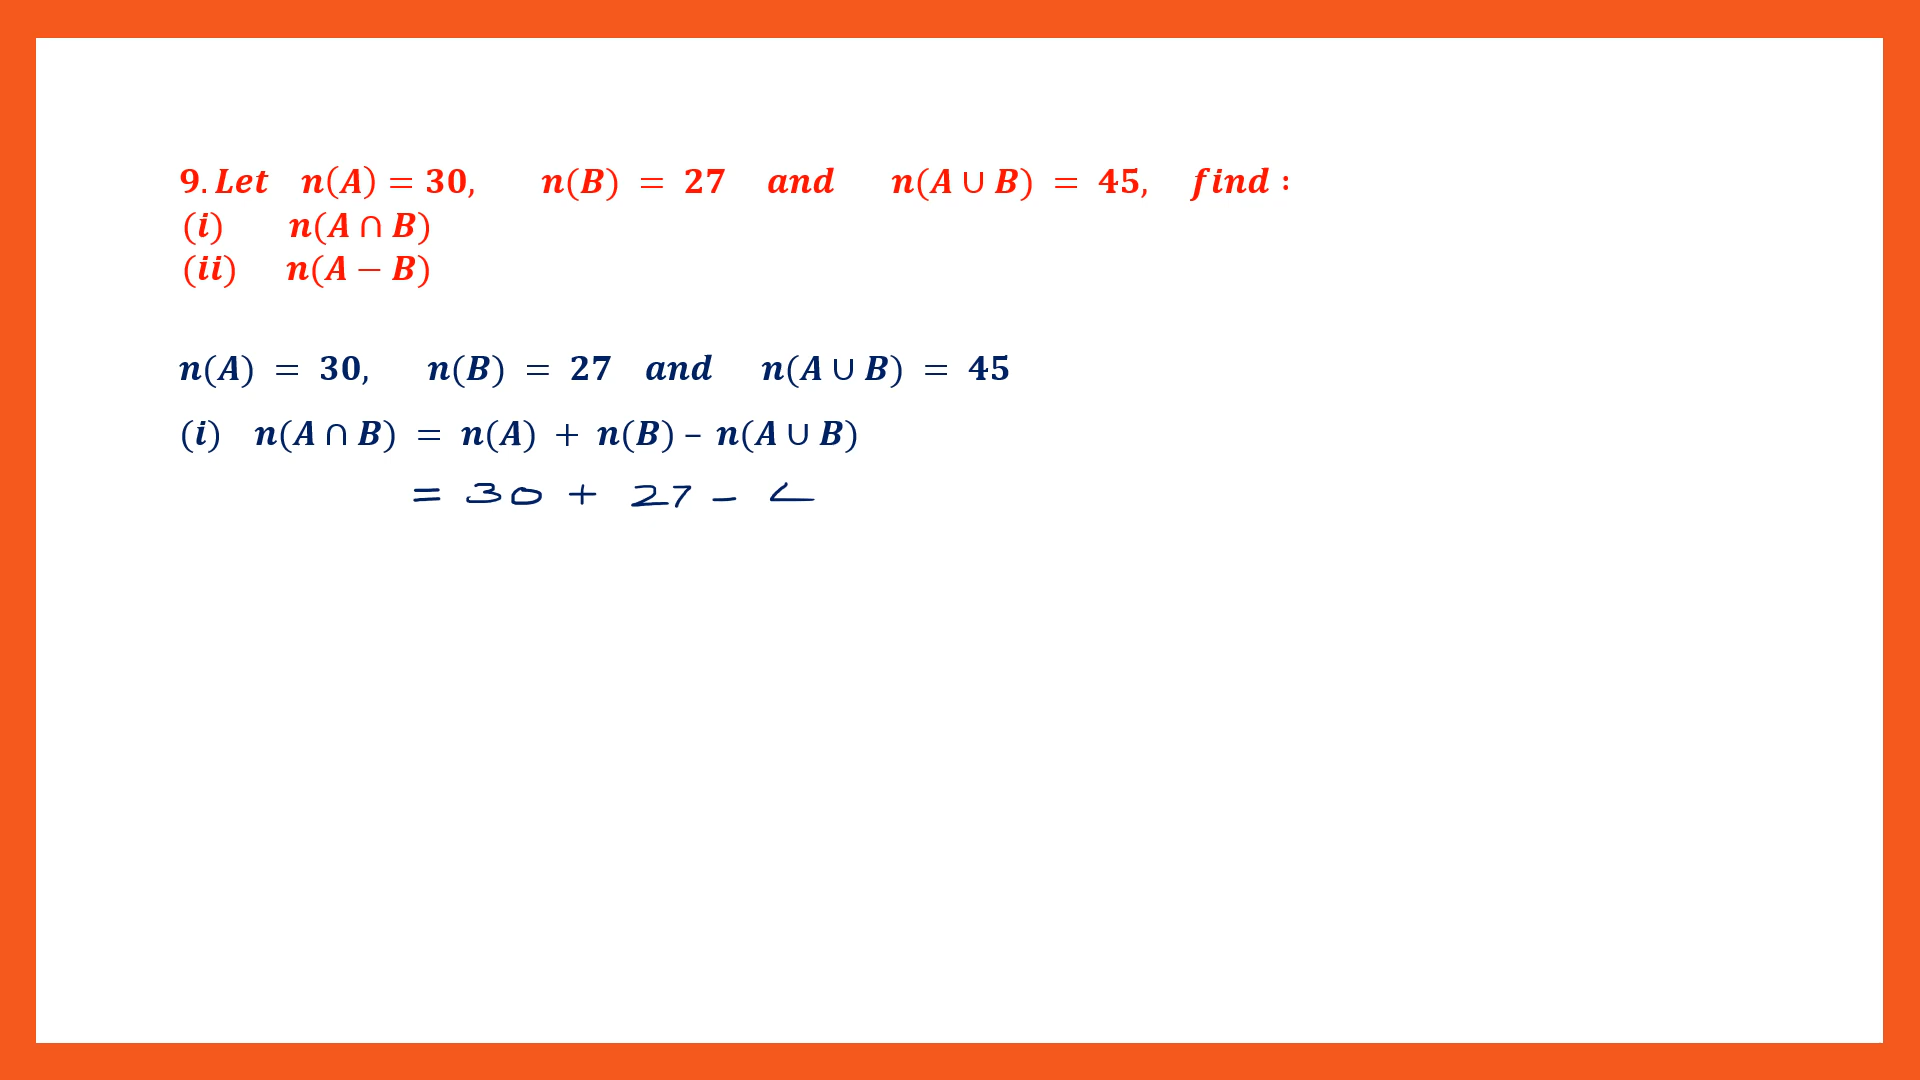 9. Let n(A) = 30, n(B) = 27 and n(A ∪ B) = 45, find :
(i) n(A ∩ B)
(ii) n(A − B)
n(A) = 30, n(B) = 27 and n(A ∪ B) = 45
(i) n(A ∩ B) = n(A) + n(B) – n(A ∪ B)
= 30 + 27 -